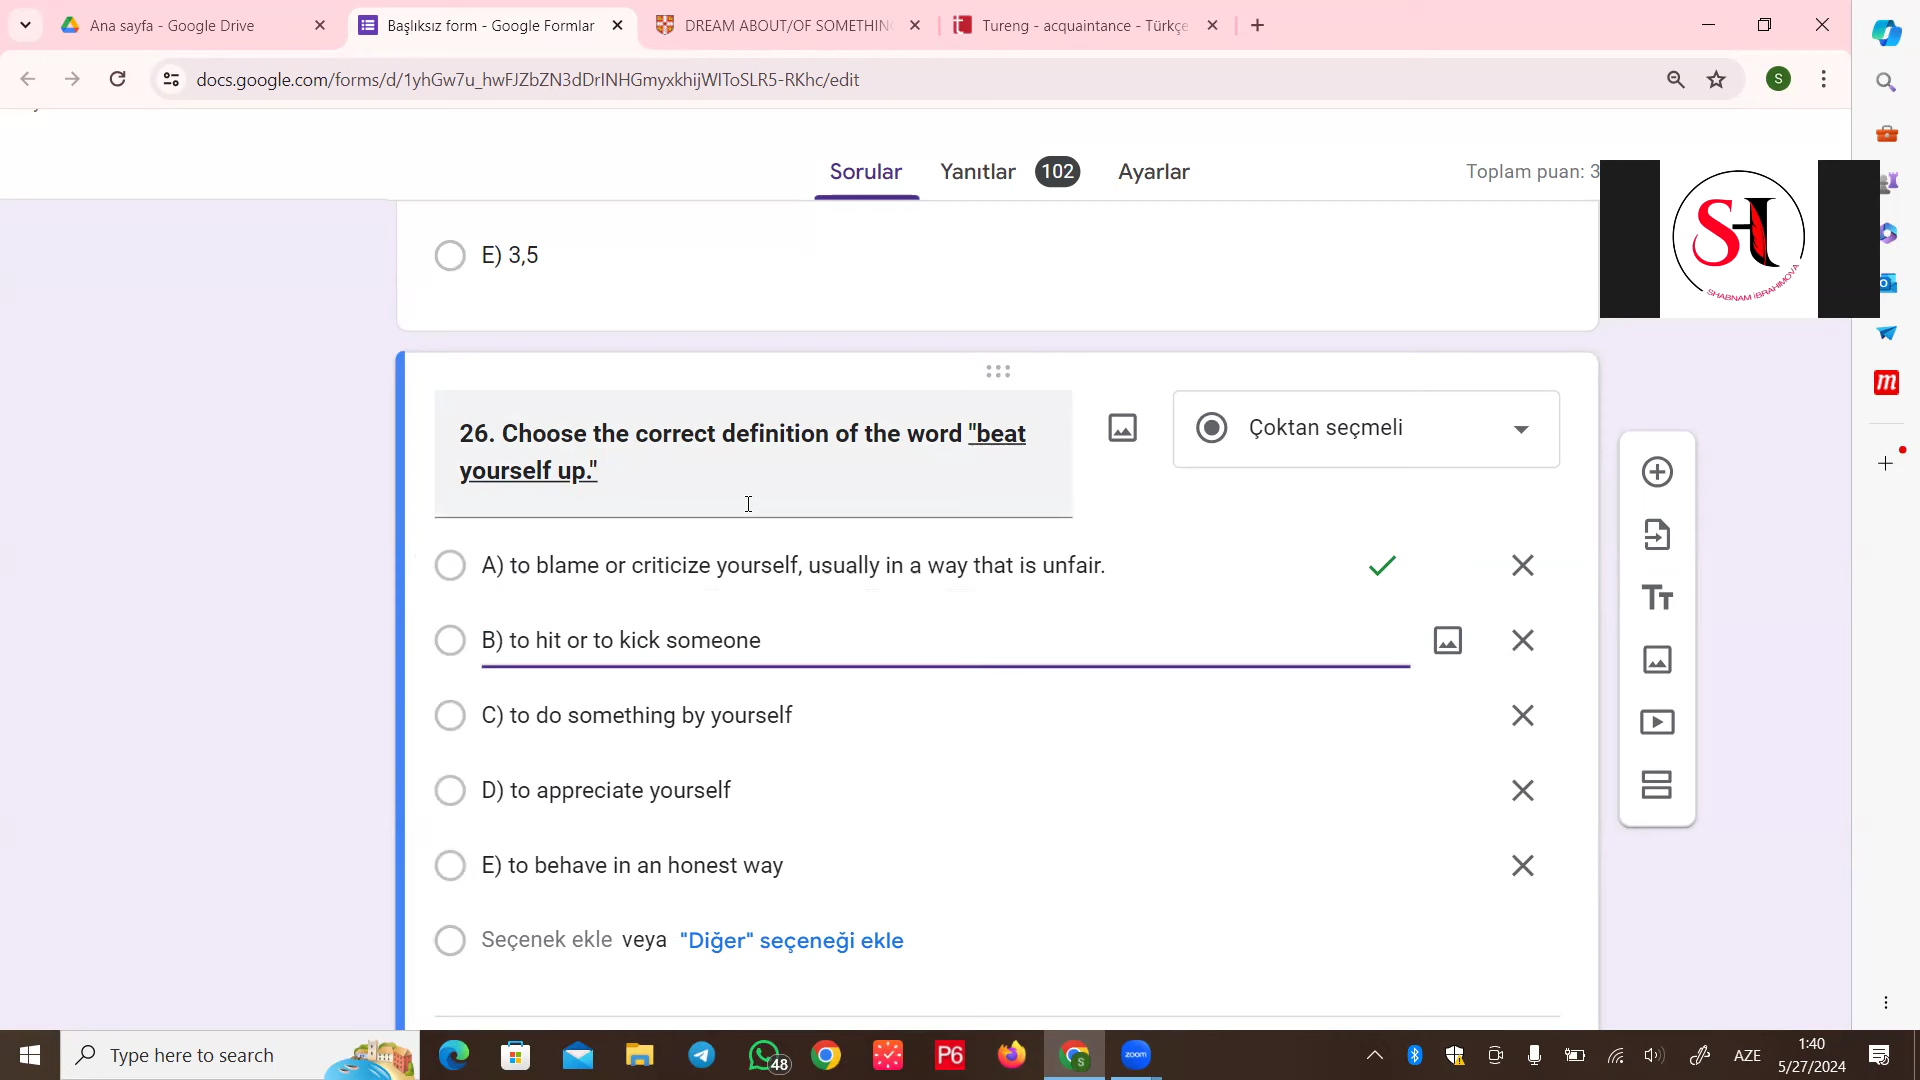 Ana sayfa - Google Drive
Başlıksız form - Google Formlar
DREAM ABOUT/OF SOMETHIN
Tureng - acquaintance - Türkçe
docs.google.com/forms/d/1yhGw7u_hwFJZbZN3dDrINHGmyxkhijWIToSLR5-RKhc/edit
S
Sorular
Yanıtlar 102
Ayarlar
Toplam puan: 3
SHABNAM İBRAHIMOVA
E) 3,5
26. Choose the correct definition of the word "beat
yourself up."
Çoktan seçmeli
A) to blame or criticize yourself, usually in a way that is unfair.
B) to hit or to kick someone
C) to do something by yourself
D) to appreciate yourself
E) to behave in an honest way
Seçenek ekle veya "Diğer" seçeneği ekle
Type here to search
48
P6
zoom
AZE
1:40
5/27/2024